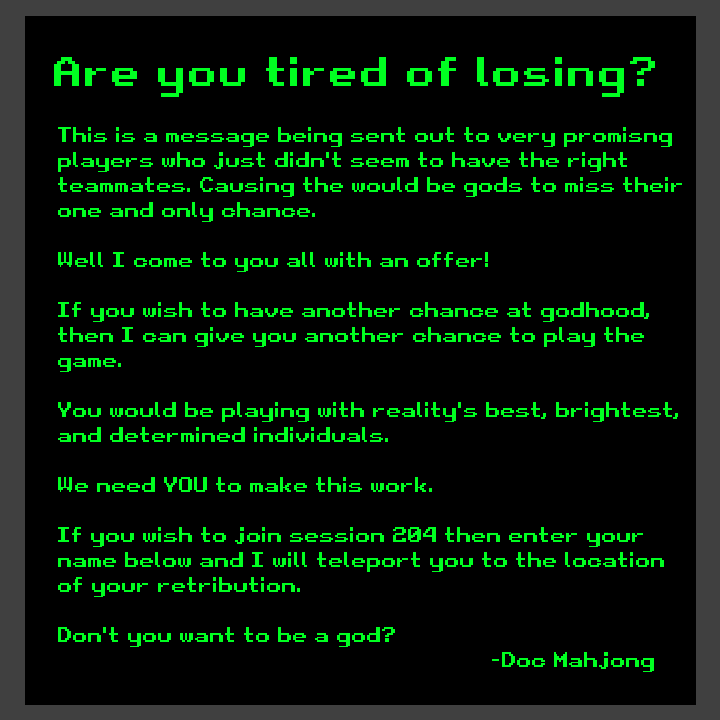 Are you tired of losing?
This is a message being sent out to very promisng
players who just didn't seem to have the right
teammates. Causing the would be gods to miss their
one and only chance.
Well I come to you all with an offer!
If you wish to have another chance at godhood,
then I can give you another chance to play the
game.
You would be playing with reality's best, brightest,
and determined individuals.
We need YOU to make this work.
If you wish to join session 204 then enter your
name below and I will teleport you to the location
of your retribution.
Don't you want to be a god?
-Doc Mahjong